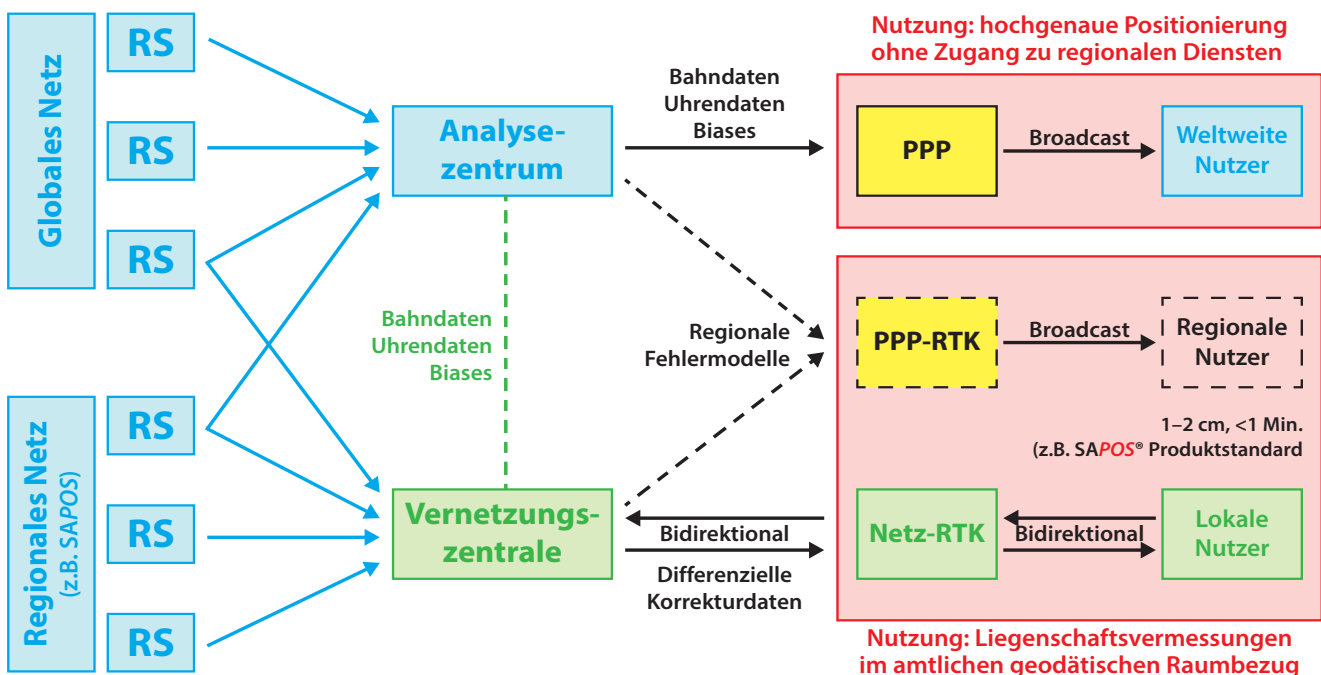 Globales Netz
RS
RS
RS
Regionales Netz
(z.B. SAPOS)
RS
RS
RS
Analyse-
zentrum
Bahndaten
Uhrendaten
Biases
Vernetzungs-
zentrale
Bahndaten
Uhrendaten
Biases
Regionale
Fehlermodelle
Bidirektional
Differenzielle
Korrekturdaten
Nutzung: hochgenaue Positionierung
ohne Zugang zu regionalen Diensten
PPP
Broadcast
Weltweite
Nutzer
PPP-RTK
Broadcast
Regionale
Nutzer
1–2 cm, <1 Min.
(z.B. SAPOS® Produktstandard
Netz-RTK
Bidirektional
Lokale
Nutzer
Nutzung: Liegenschaftsvermessungen
im amtlichen geodätischen Raumbezug